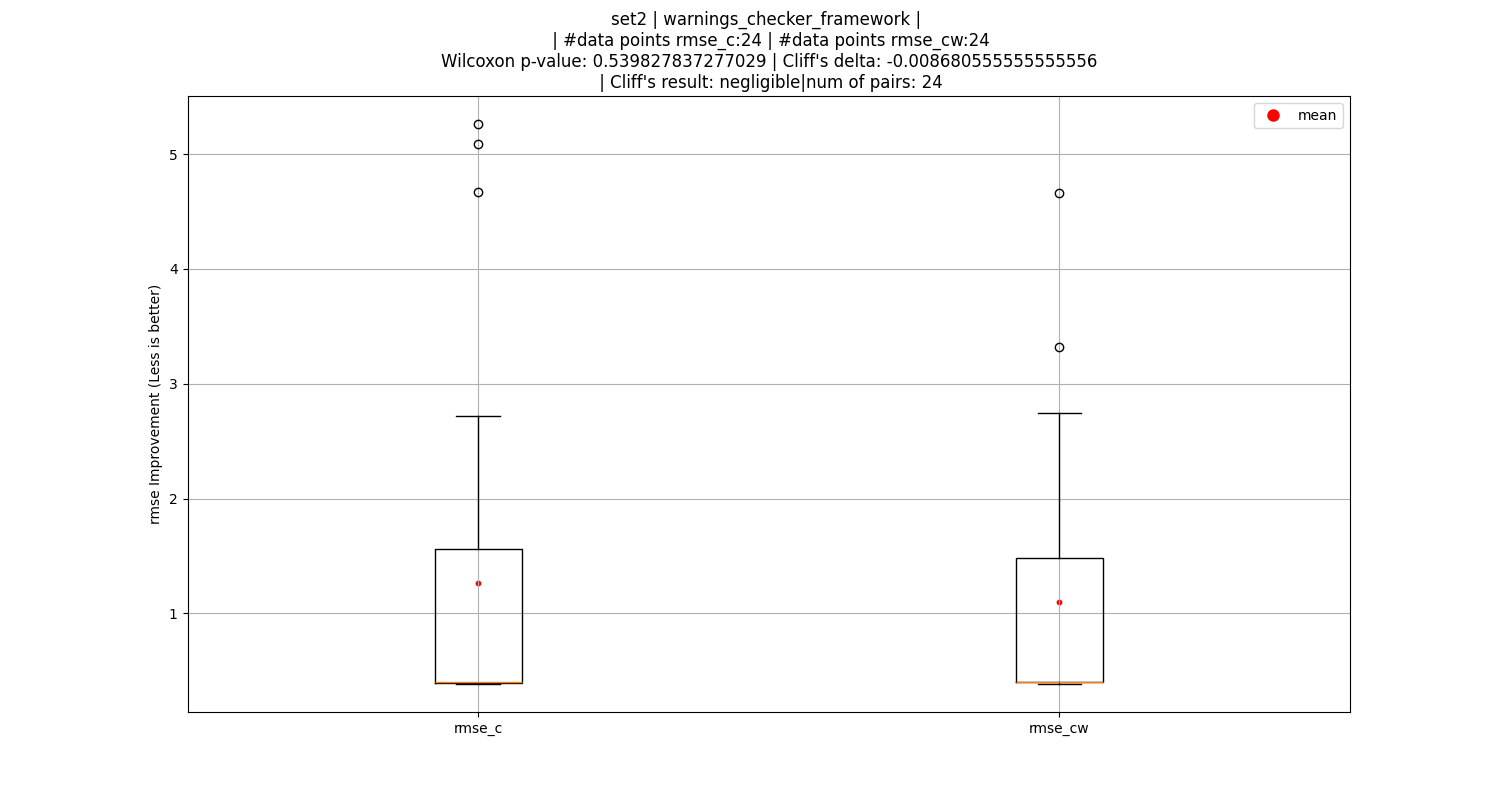 set2 | warnings_checker_framework |
| #data points rmse_c:24 | #data points rmse_cw:24
Wilcoxon p-value: 0.539827837277029 | Cliff's delta: -0.008680555555555556
| Cliff's result: negligible|num of pairs: 24
mean
5
4
3
2
1
rmse Improvement (Less is better)
rmse_c
rmse_cw